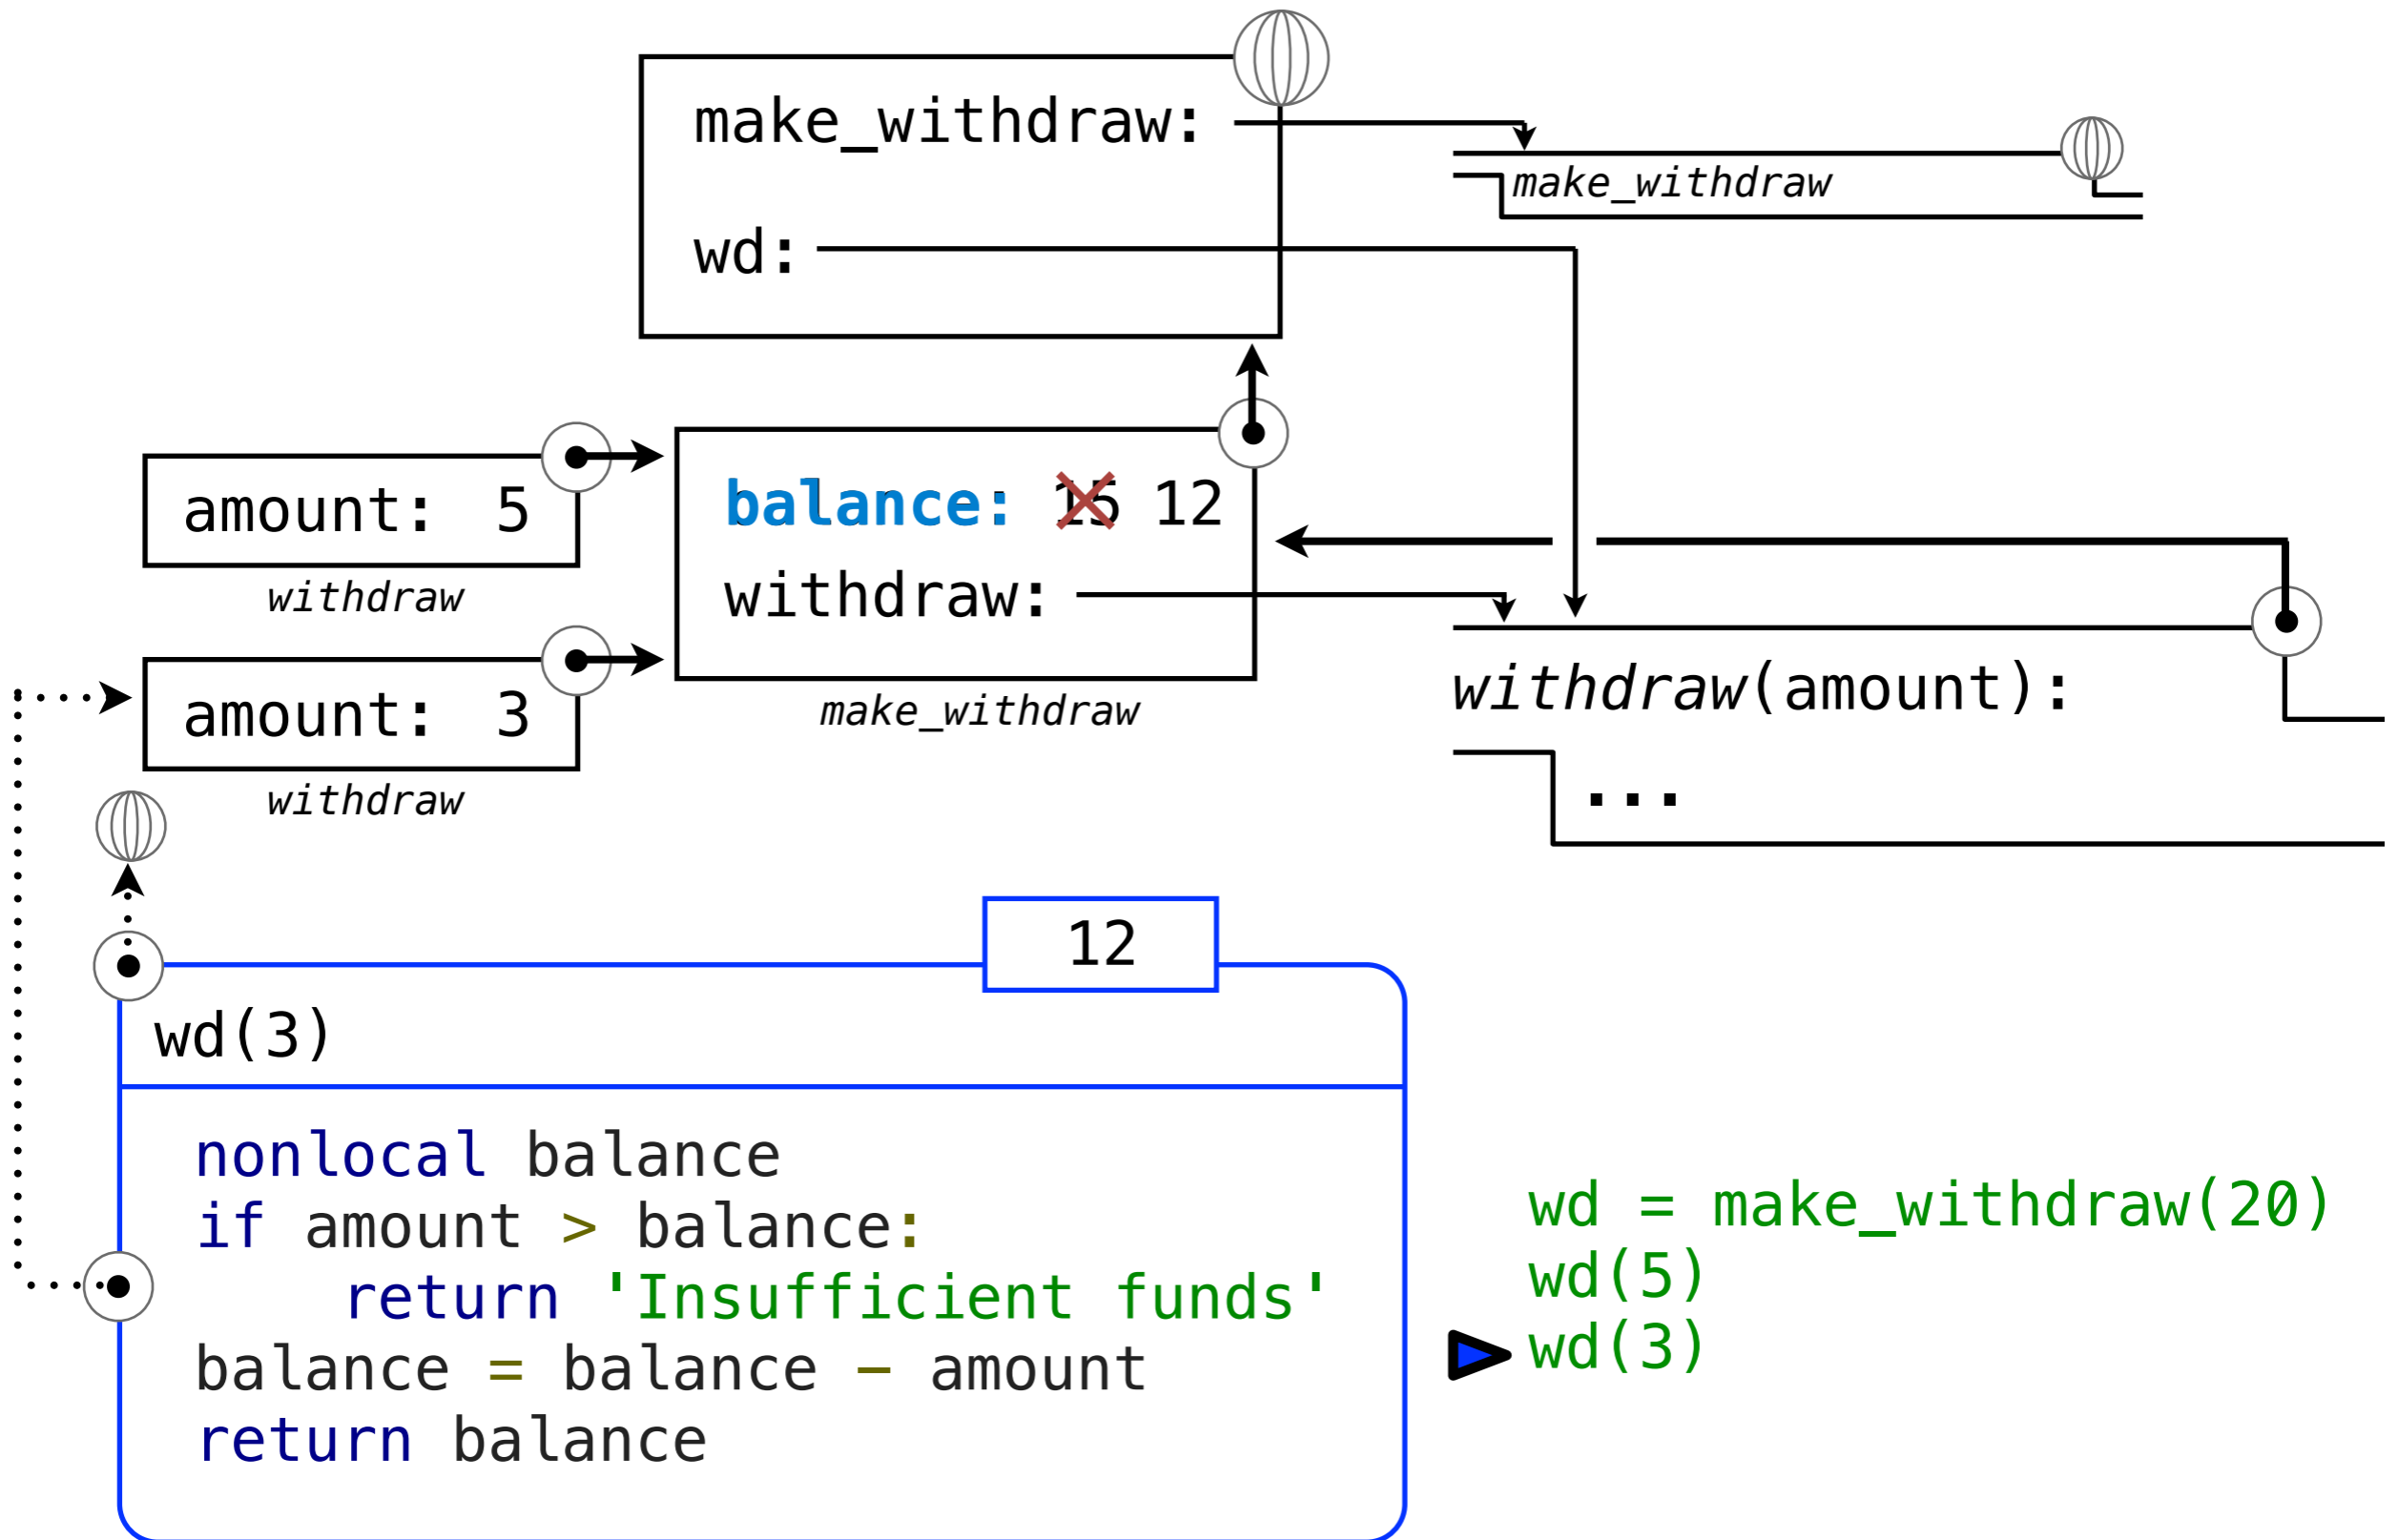 make_withdraw:
make_withdraw
wd:
amount: 5
withdraw
balance: 15 12
withdraw:
make_withdraw
amount: 3
withdraw
withdraw(amount):
...
12
wd(3)
nonlocal balance
if amount > balance:
return 'Insufficient funds'
balance = balance − amount
return balance
wd = make_withdraw(20)
wd(5)
wd(3)